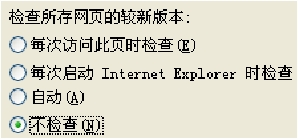 检查所存网页的较新版本:
每次访问此页时检查(E)
每次启动 Internet Explorer 时检查
自动(A)
不检查(N)